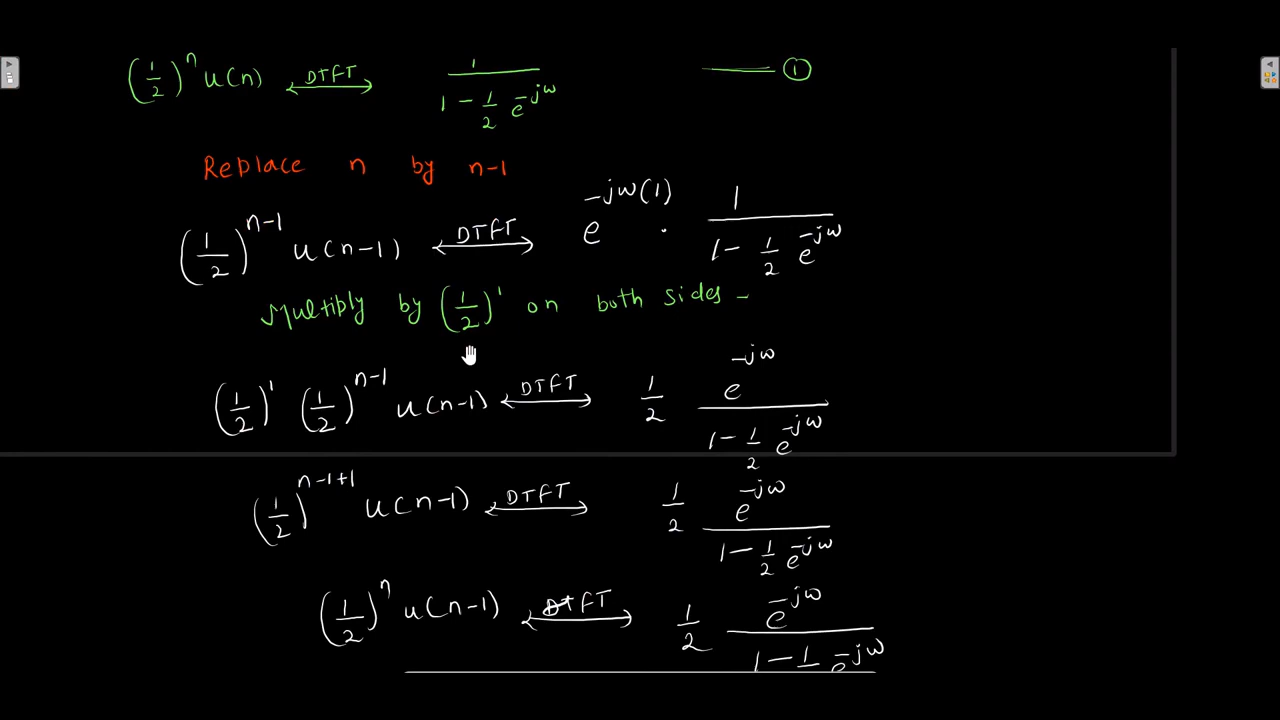 (1/2)^n u(n) <--DTFT--> 1 / (1 - 1/2 e^-jω) —— ①
Replace n by n-1
(1/2)^n-1 u(n-1) <--DTFT--> e^-jω(1) · 1 / (1 - 1/2 e^-jω)
Multibly by (1/2)^1 on both sides -
(1/2)^1 (1/2)^n-1 u(n-1) <--DTFT--> 1/2 e^-jω / (1 - 1/2 e^-jω)
(1/2)^n-1+1 u(n-1) <--DTFT--> 1/2 e^-jω / (1 - 1/2 e^-jω)
(1/2)^n u(n-1) <--DTFT--> 1/2 e^-jω / (1 - 1/2 e^-jω)